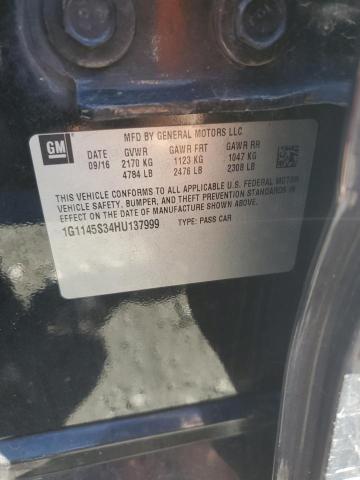 GM
MFD BY GENERAL MOTORS LLC
DATE GVWR GAWR FRT GAWR RR
09/16 2170 KG 1123 KG 1047 KG
4784 LB 2476 LB 2308 LB
THIS VEHICLE CONFORMS TO ALL APPLICABLE U.S. FEDERAL MOTOR
VEHICLE SAFETY, BUMPER, AND THEFT PREVENTION STANDARDS
IN EFFECT ON THE DATE OF MANUFACTURE SHOWN ABOVE.
1G1145S34HU137999 TYPE: PASS CAR